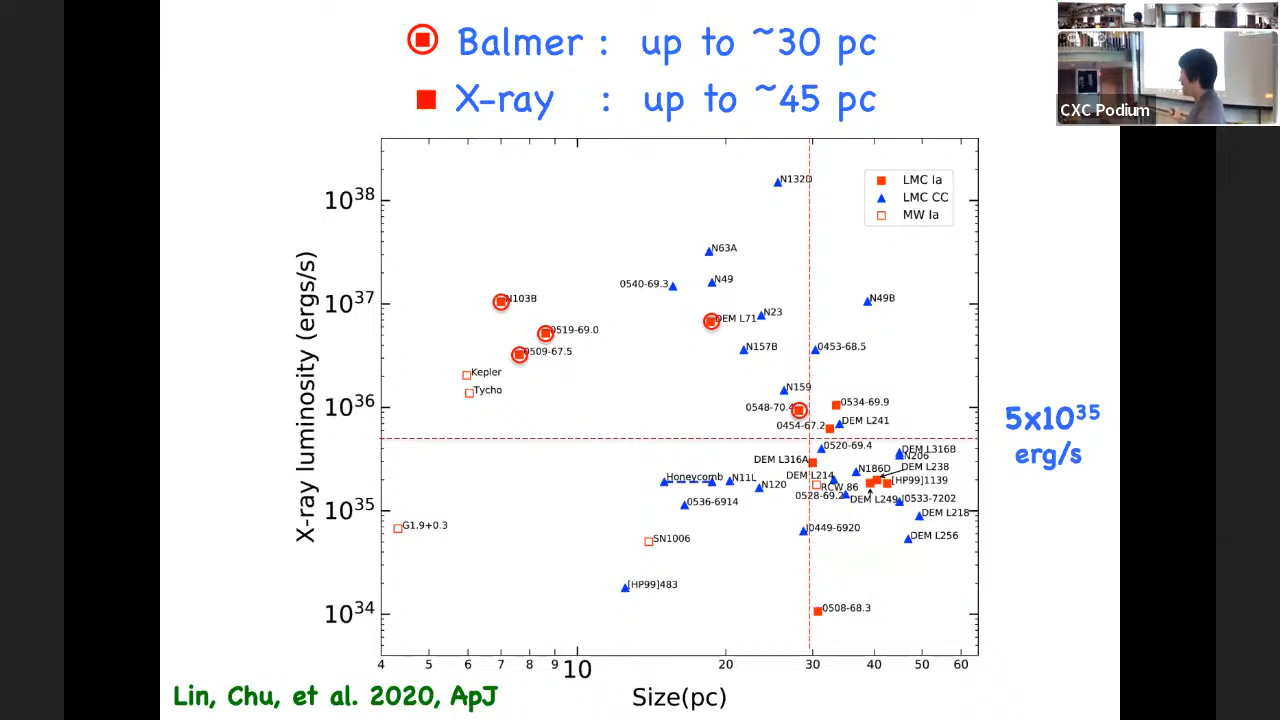 Balmer : up to ~30 pc
X-ray : up to ~45 pc
CXC Podium
LMC Ia
LMC CC
MW Ia
X-ray luminosity (ergs/s)
10^38
10^37
10^36
10^35
10^34
N132D
N63A
0540-69.3
N49
N103B
N49B
DEM L71
N23
0519-69.0
0509-67.5
N157B
0453-68.5
Kepler
Tycho
N159
0548-70.4
0534-69.9
0454-67.2
DEM L241
5x10^35
erg/s
0520-69.4
DEM L316B
N206
DEM L316A
DEM L238
N186D
DEM L214
Honeycomb
N11L
N120
RCW 86
[HP99]1139
0528-69.2
DEM L249
J0533-7202
0536-6914
DEM L218
G1.9+0.3
J0449-6920
SN1006
DEM L256
[HP99]483
0508-68.3
4 5 6 7 8 9 10 20 30 40 50 60
Size(pc)
Lin, Chu, et al. 2020, ApJ